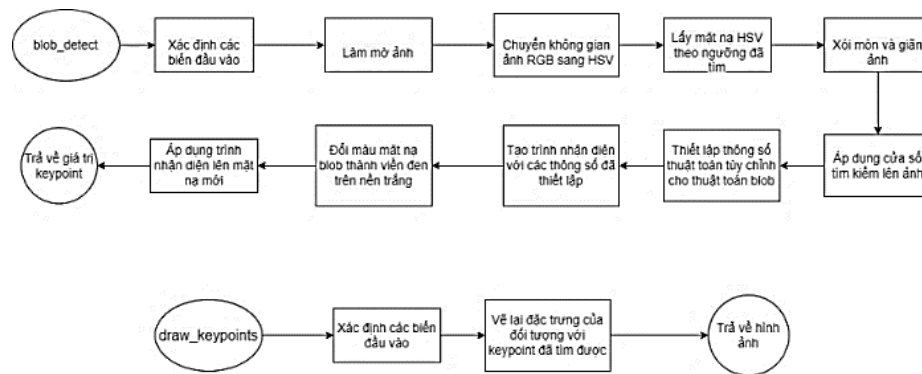 blob_detect
Xác định các
biến đầu vào
Làm mờ ảnh
Chuyển không gian
ảnh RGB sang HSV
Lấy mặt nạ HSV
theo ngưỡng đã
tìm
Xói mòn và giãn
ảnh
Trả về giá trị
keypoint
Áp dụng trình
nhận diện lên mặt
nạ mới
Đổi màu mặt nạ
blob thành viền đen
trên nền trắng
Tạo trình nhận diện
với các thông số đã
thiết lập
Thiết lập thông số
thuật toán tùy chỉnh
cho thuật toán blob
Áp dụng cửa sổ
tìm kiếm lên ảnh
draw_keypoints
Xác định các biến
đầu vào
Vẽ lại đặc trưng của
đối tượng với
keypoint đã tìm được
Trả về hình
ảnh